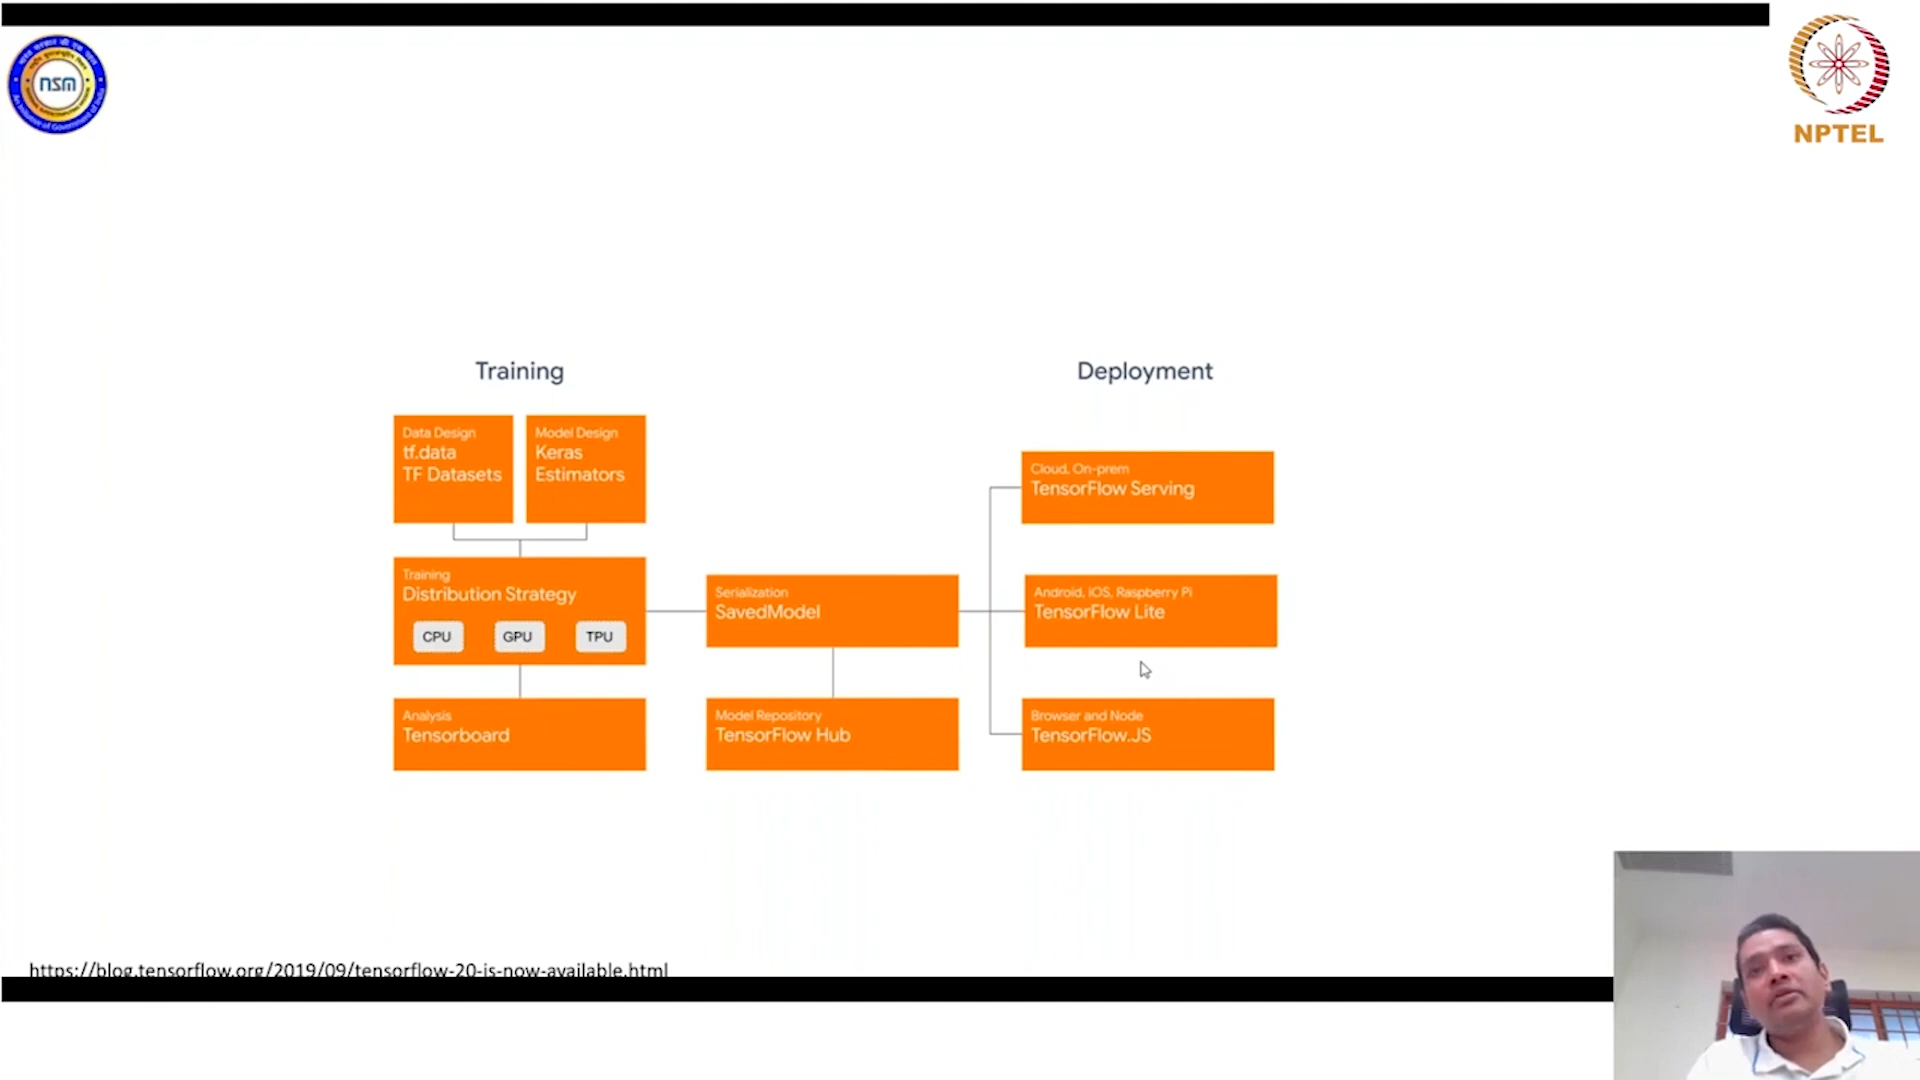 nsm
NPTEL
Training
Deployment
Data Design
tf.data
TF Datasets
Model Design
Keras
Estimators
Training
Distribution Strategy
CPU
GPU
TPU
Analysis
Tensorboard
Serialization
SavedModel
Model Repository
TensorFlow Hub
Cloud, On-prem
TensorFlow Serving
Android, iOS, Raspberry Pi
TensorFlow Lite
Browser and Node
TensorFlow.JS
https://blog.tensorflow.org/2019/09/tensorflow-20-is-now-available.html